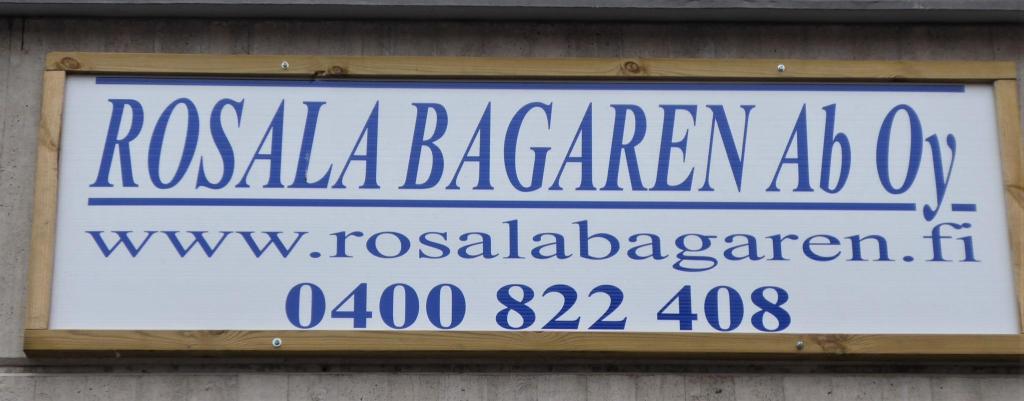 ROSALA BAGAREN Ab Oy
www.rosalabagaren.fi
0400 822 408